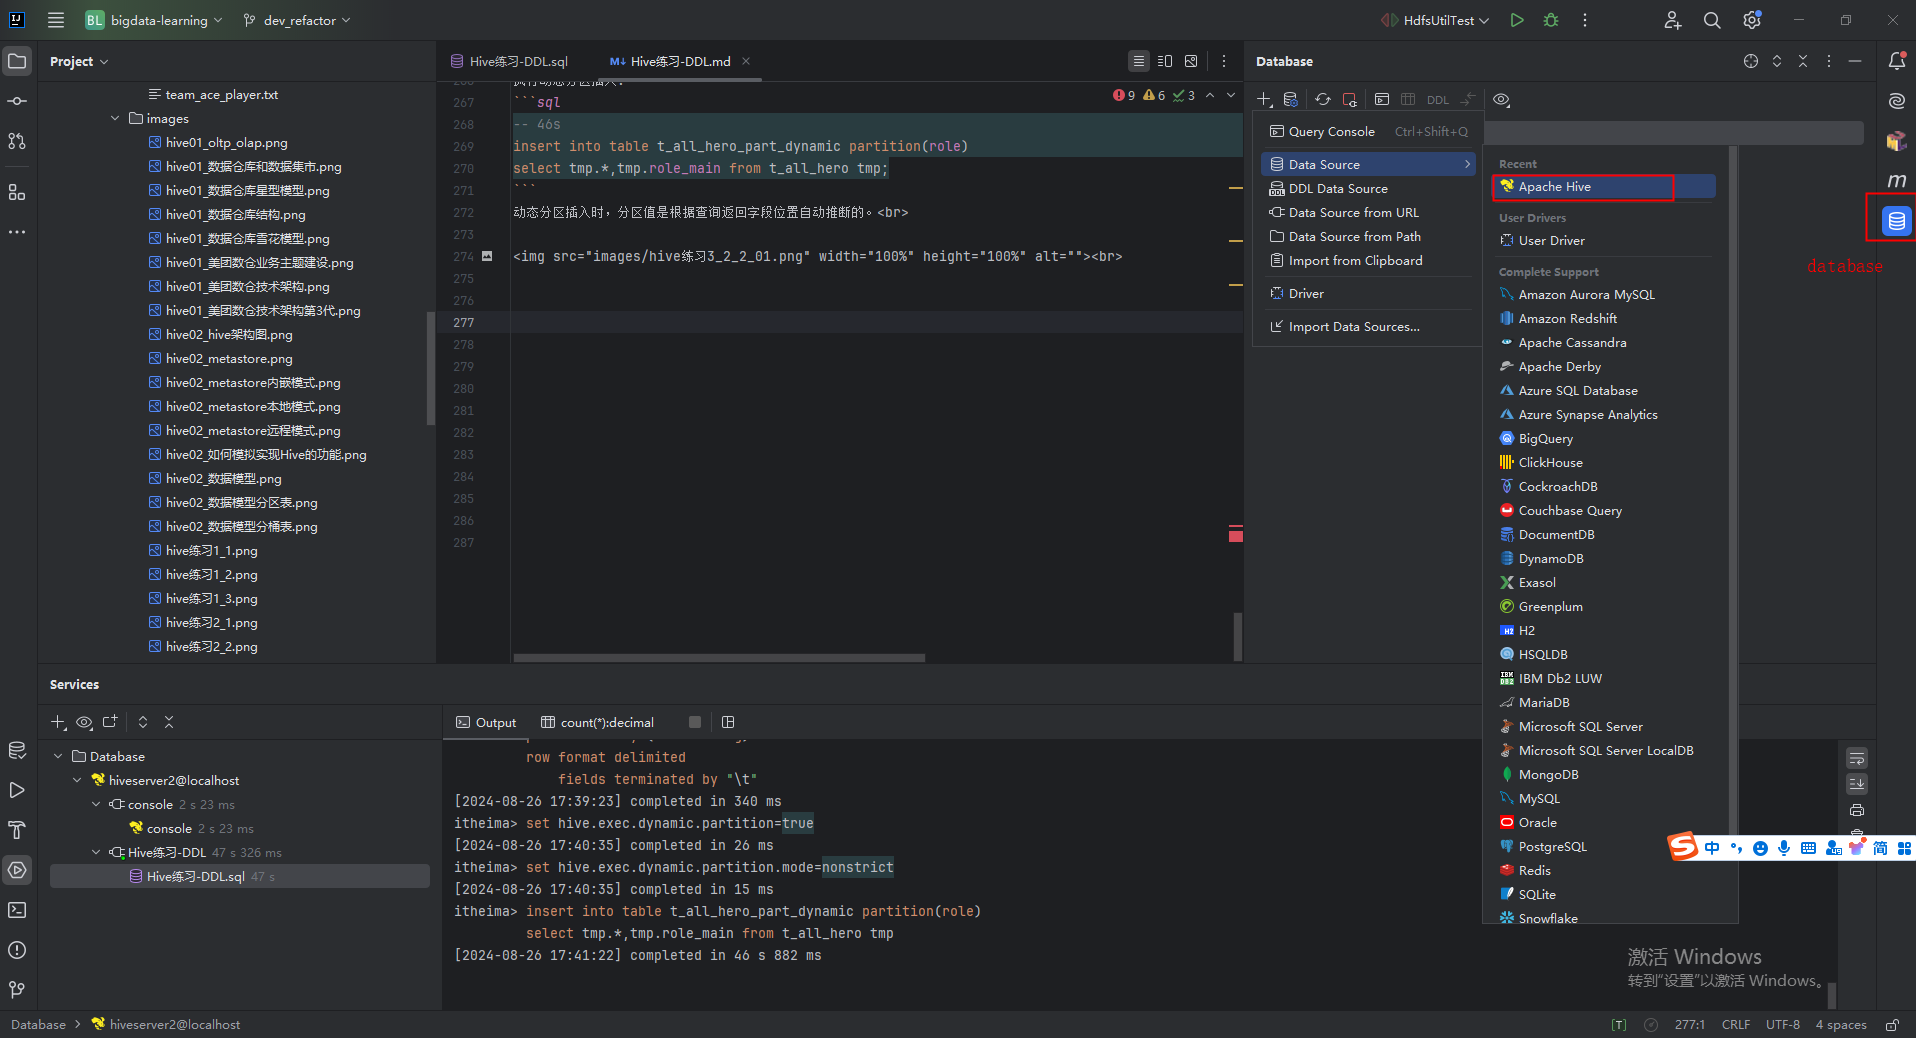 BL bigdata-learning
dev_refactor
HdfsUtilTest
Project
team_ace_player.txt
images
hive01_oltp_olap.png
hive01_数据仓库和数据集市.png
hive01_数据仓库星型模型.png
hive01_数据仓库结构.png
hive01_数据仓库雪花模型.png
hive01_美团数仓业务主题建设.png
hive01_美团数仓技术架构.png
hive01_美团数仓技术架构第3代.png
hive02_hive架构图.png
hive02_metastore.png
hive02_metastore内嵌模式.png
hive02_metastore本地模式.png
hive02_metastore远程模式.png
hive02_如何模拟实现Hive的功能.png
hive02_数据模型.png
hive02_数据模型分区表.png
hive02_数据模型分桶表.png
hive练习1_1.png
hive练习1_2.png
hive练习1_3.png
hive练习2_1.png
hive练习2_2.png
Hive练习-DDL.sql
M↓ Hive练习-DDL.md
9 6 3
267 ```sql
268 -- 46s
269 insert into table t_all_hero_part_dynamic partition(role)
270 select tmp.*,tmp.role_main from t_all_hero tmp;
271 ```
272 动态分区插入时，分区值是根据查询返回字段位置自动推断的。<br>
273
274 <img src="images/hive练习3_2_2_01.png" width="100%" height="100%" alt=""><br>
275
276
277
278
279
280
281
282
283
284
285
286
287
Database
DDL
Query Console Ctrl+Shift+Q
Data Source
DDL Data Source
Data Source from URL
Data Source from Path
Import from Clipboard
Driver
Import Data Sources...
Recent
Apache Hive
User Drivers
User Driver
Complete Support
Amazon Aurora MySQL
Amazon Redshift
Apache Cassandra
Apache Derby
Azure SQL Database
Azure Synapse Analytics
BigQuery
ClickHouse
CockroachDB
Couchbase Query
DocumentDB
DynamoDB
Exasol
Greenplum
H2
HSQLDB
IBM Db2 LUW
MariaDB
Microsoft SQL Server
Microsoft SQL Server LocalDB
MongoDB
MySQL
Oracle
PostgreSQL
Redis
SQLite
Snowflake
m
database
Services
Database
hiveserver2@localhost
console 2 s 23 ms
console 2 s 23 ms
Hive练习-DDL 47 s 326 ms
Hive练习-DDL.sql 47 s
Output
count(*):decimal
row format delimited
fields terminated by "\t"
[2024-08-26 17:39:23] completed in 340 ms
itheima> set hive.exec.dynamic.partition=true
[2024-08-26 17:40:35] completed in 26 ms
itheima> set hive.exec.dynamic.partition.mode=nonstrict
[2024-08-26 17:40:35] completed in 15 ms
itheima> insert into table t_all_hero_part_dynamic partition(role)
select tmp.*,tmp.role_main from t_all_hero tmp
[2024-08-26 17:41:22] completed in 46 s 882 ms
S 中 简
激活 Windows
转到"设置"以激活 Windows。
Database > hiveserver2@localhost
[T] 277:1 CRLF UTF-8 4 spaces